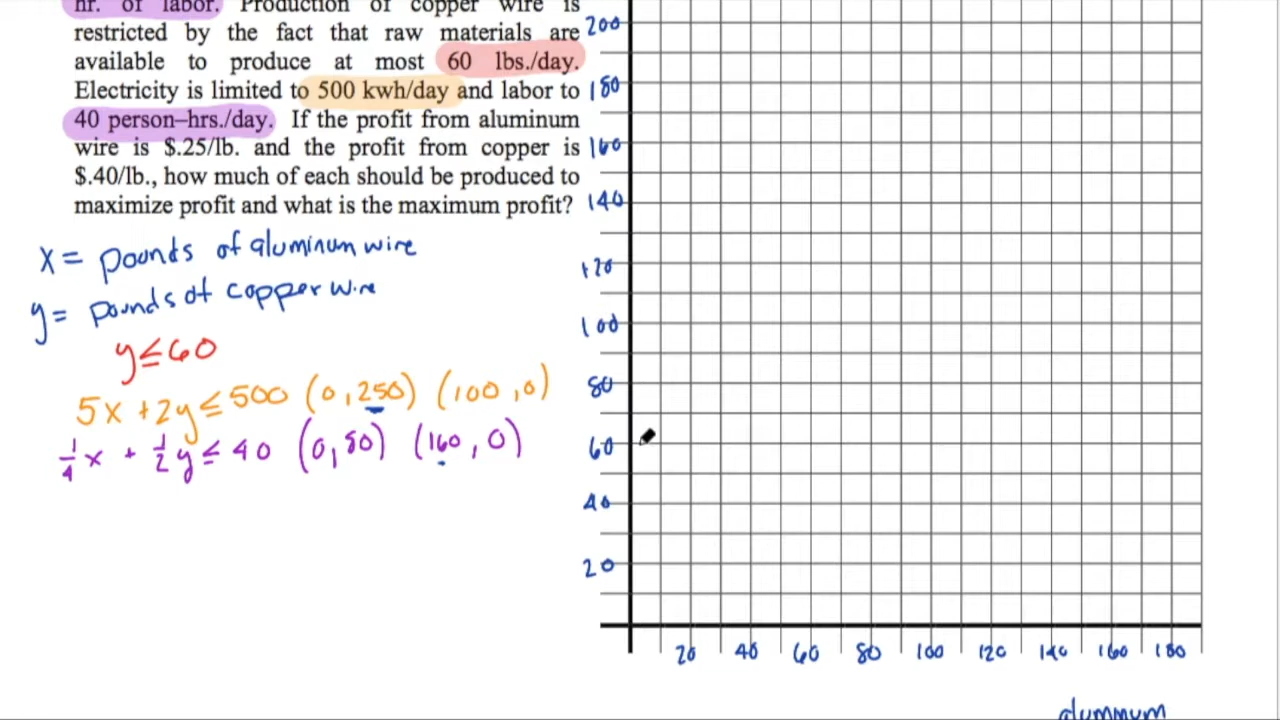 hr. of labor. Production of copper wire is
restricted by the fact that raw materials are
available to produce at most 60 lbs./day.
Electricity is limited to 500 kwh/day and labor to
40 person–hrs./day. If the profit from aluminum
wire is $.25/lb. and the profit from copper is
$.40/lb., how much of each should be produced to
maximize profit and what is the maximum profit?
x = pounds of aluminum wire
y = pounds of copper wire
y ≤ 60
5x + 2y ≤ 500 (0, 250) (100, 0)
1/4 x + 1/2 y ≤ 40 (0, 80) (160, 0)
200
180
160
140
120
100
80
60
40
20
20 40 60 80 100 120 140 160 180
aluminum